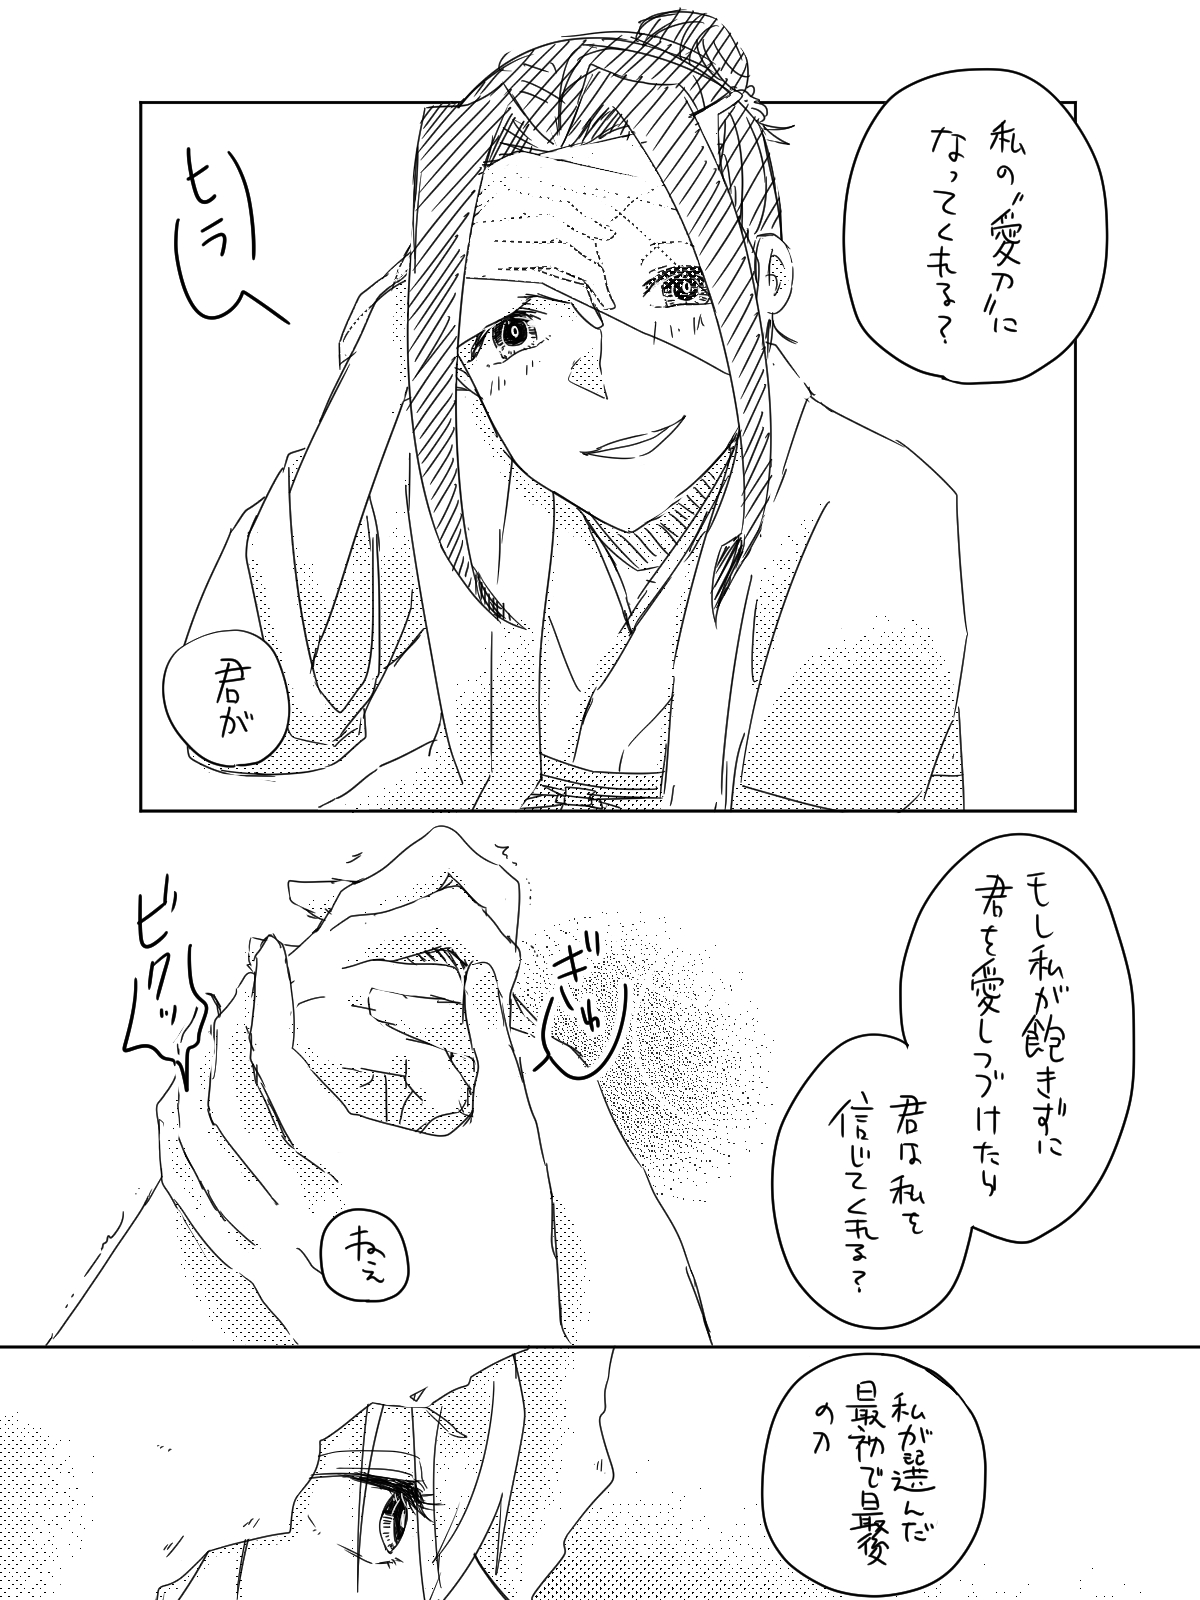 私の"愛刀"に
なってくれる?
ヒラ
君が
もし私が飽きずに
君を愛しつづけたら
君は私を
信じてくれる?
ぎゅ
ビクッ
ねぇ
私が選んだ
最初で最後
の刀